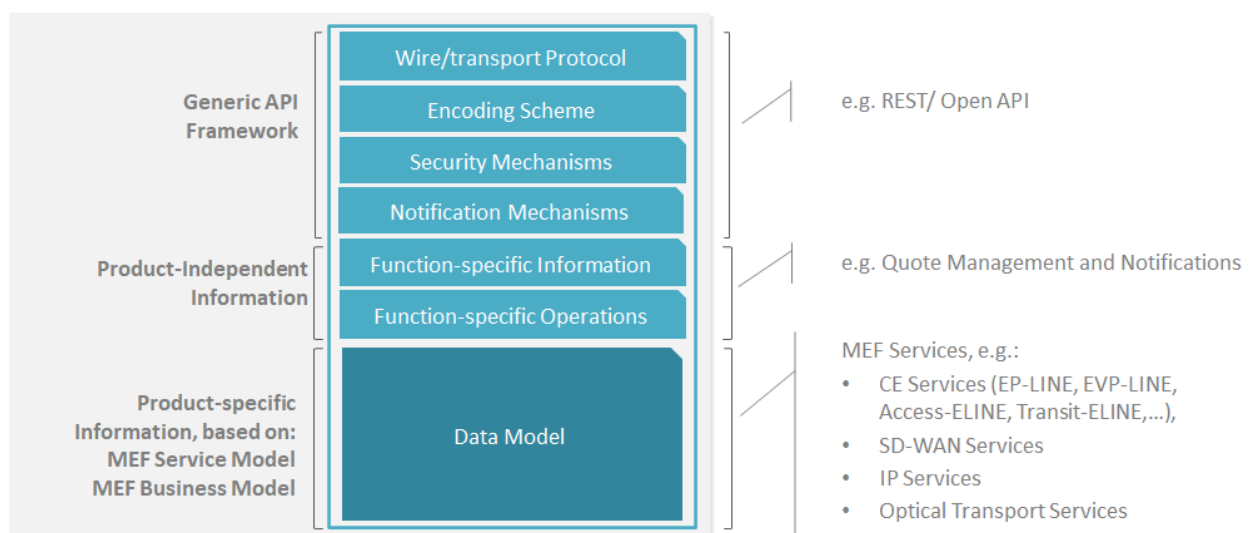 Generic API
Framework
Wire/transport Protocol
Encoding Scheme
Security Mechanisms
Notification Mechanisms
e.g. REST/ Open API
Product-Independent
Information
Function-specific Information
Function-specific Operations
e.g. Quote Management and Notifications
Product-specific
Information, based on:
MEF Service Model
MEF Business Model
Data Model
MEF Services, e.g.:
• CE Services (EP-LINE, EVP-LINE,
Access-ELINE, Transit-ELINE,...),
• SD-WAN Services
• IP Services
• Optical Transport Services